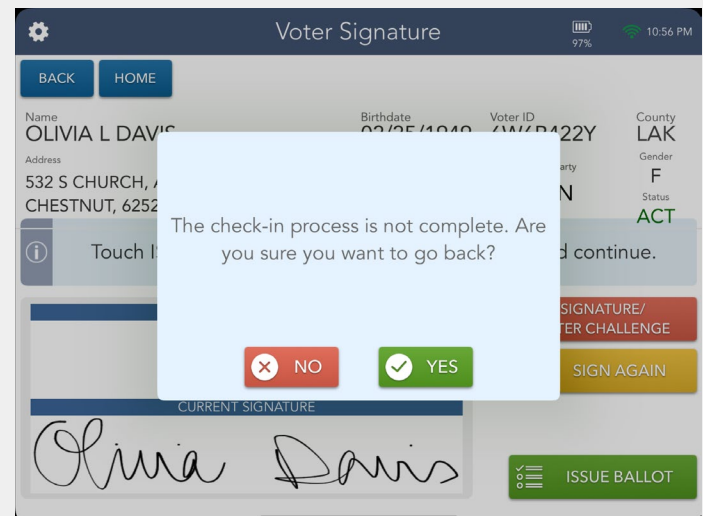 Voter Signature
97%
10:56 PM
BACK
HOME
Name
Birthdate
Voter ID
County
OLIVIA L DAVIS
LAK
Address
Gender
532 S CHURCH,
F
CHESTNUT,
N
Status
ACT
The check-in process is not complete. Are
you sure you want to go back?
Touch
continue.
SIGNATURE/
CHALLENGE
NO
YES
SIGN AGAIN
CURRENT SIGNATURE
Olivia Davis
ISSUE BALLOT